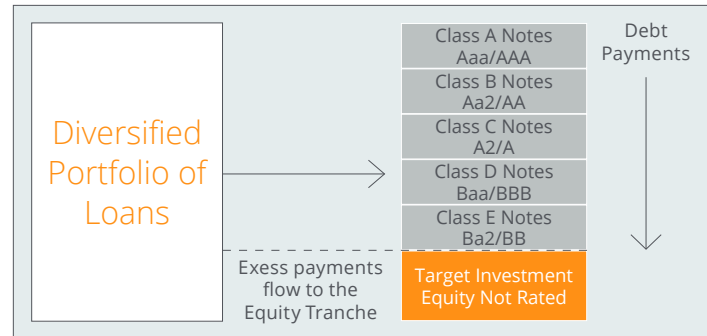 Diversified
Portfolio of
Loans
Class A Notes
Aaa/AAA
Class B Notes
Aa2/AA
Class C Notes
A2/A
Class D Notes
Baa/BBB
Class E Notes
Ba2/BB
Debt
Payments
Exess payments
flow to the
Equity Tranche
Target Investment
Equity Not Rated